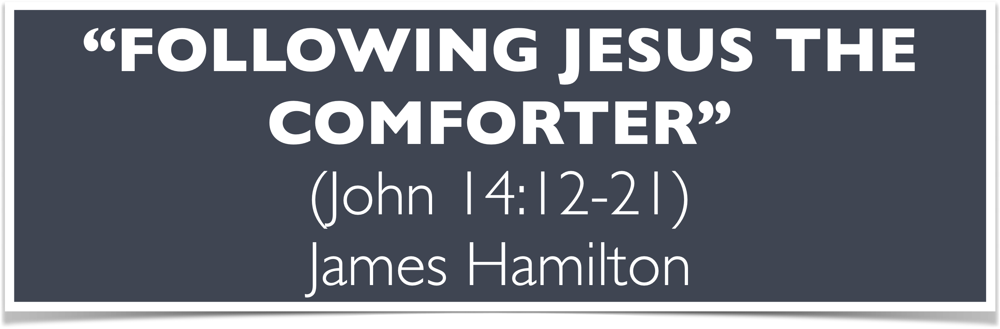 “FOLLOWING JESUS THE
COMFORTER”
(John 14:12-21)
James Hamilton